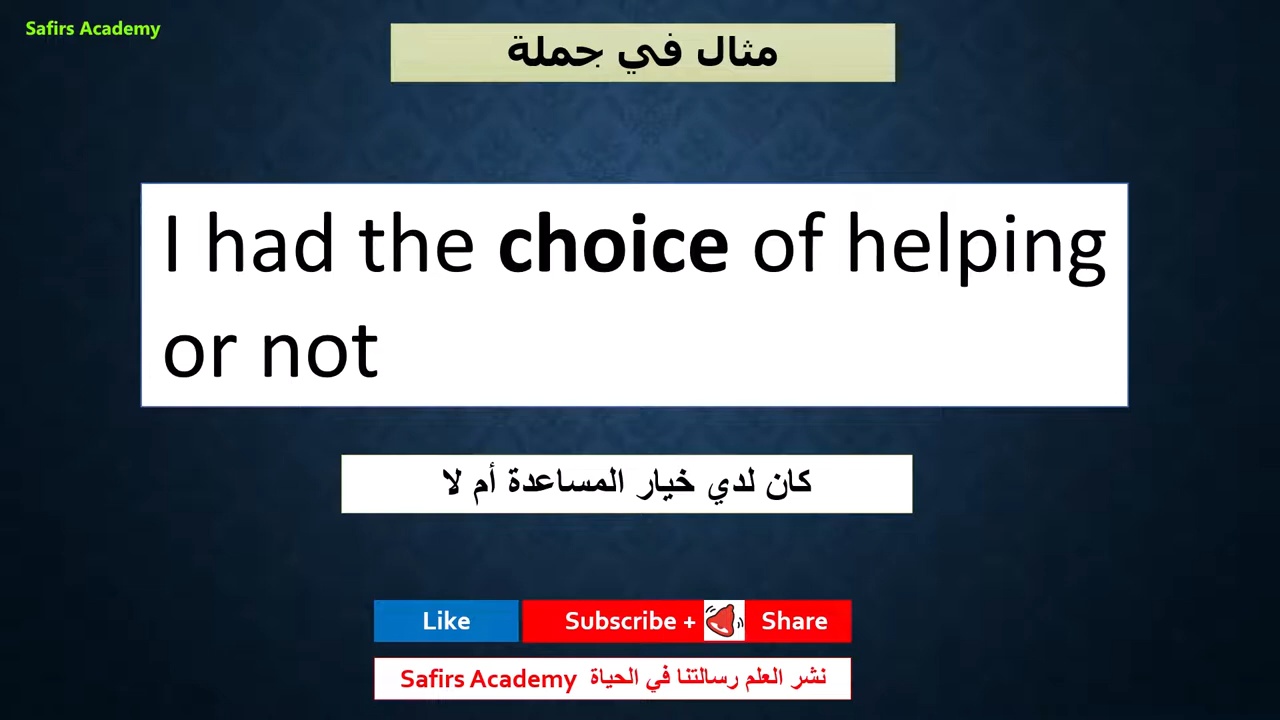 Safirs Academy
مثال في جملة
I had the choice of helping
or not
كان لدي خيار المساعدة أم لا
Like Subscribe + Share
Safirs Academy نشر العلم رسالتنا في الحياة